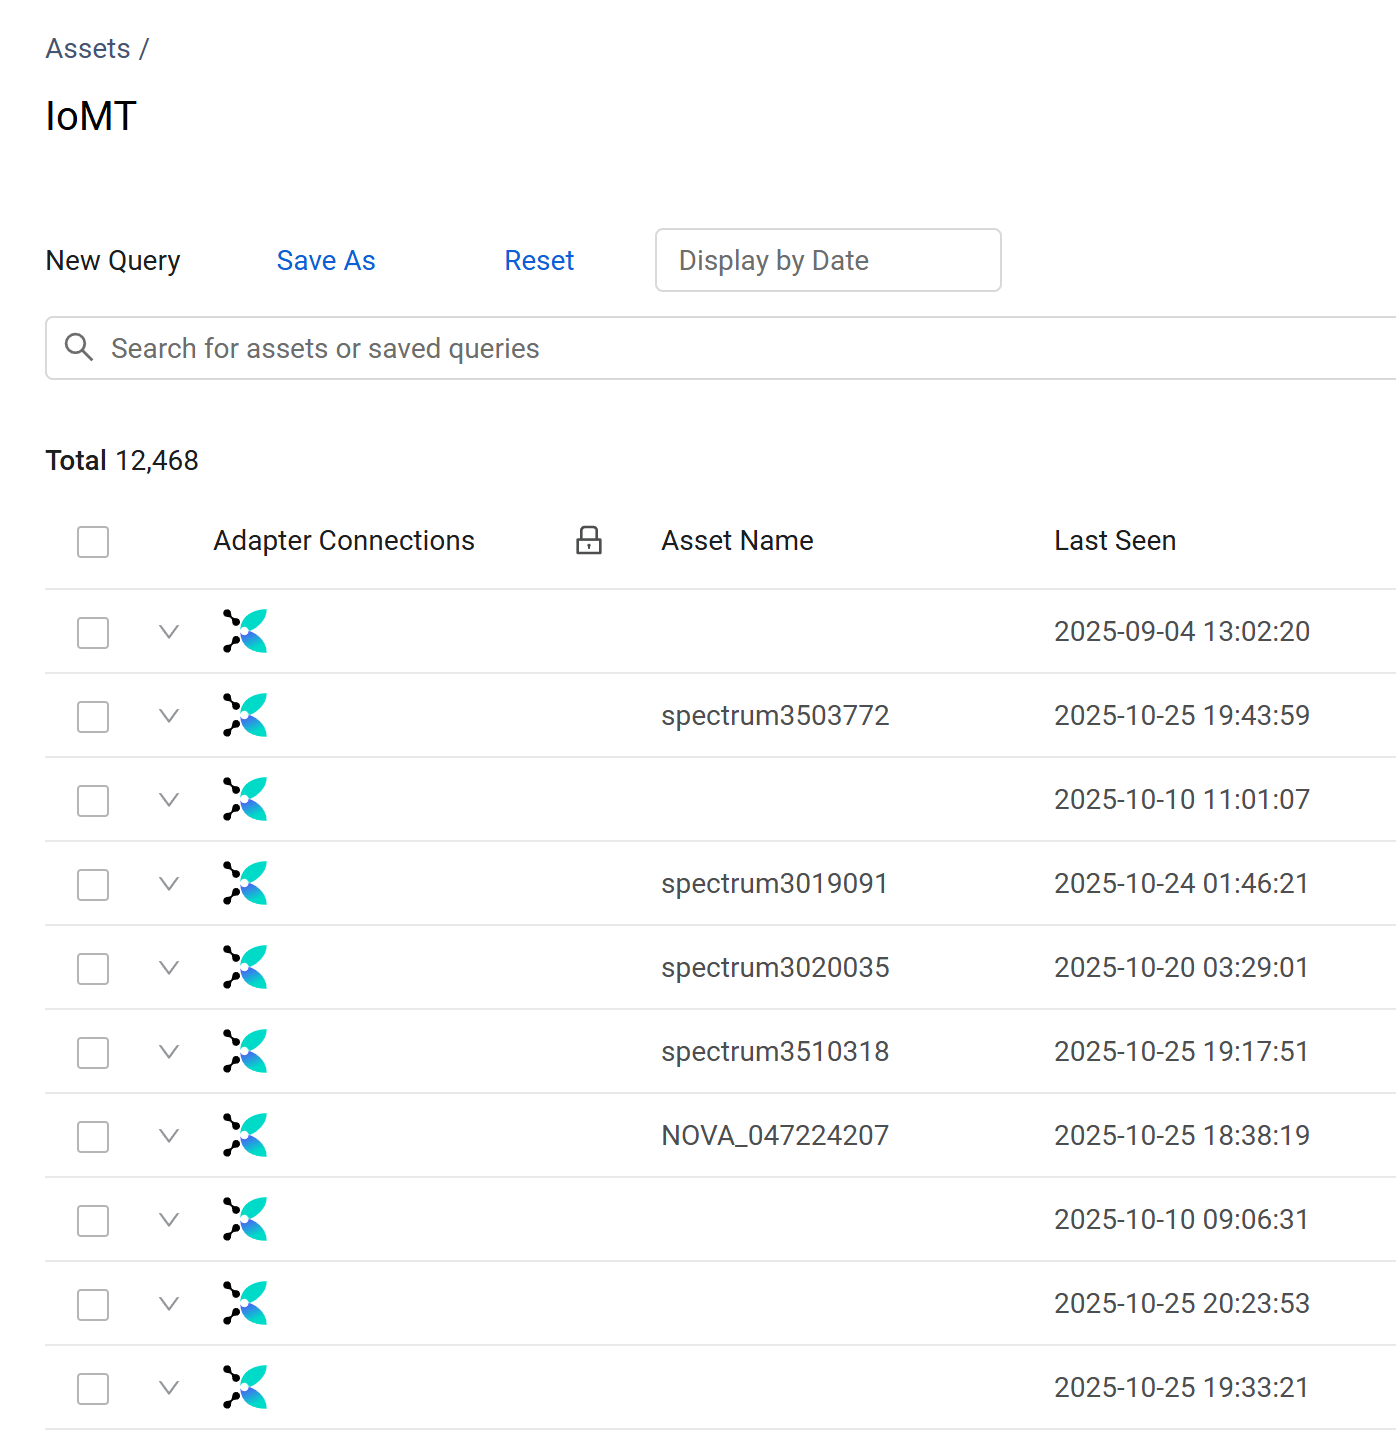 Assets /
IoMT
New Query Save As Reset Display by Date
Search for assets or saved queries
Total 12,468
Adapter Connections Asset Name Last Seen
2025-09-04 13:02:20
spectrum3503772 2025-10-25 19:43:59
2025-10-10 11:01:07
spectrum3019091 2025-10-24 01:46:21
spectrum3020035 2025-10-20 03:29:01
spectrum3510318 2025-10-25 19:17:51
NOVA_047224207 2025-10-25 18:38:19
2025-10-10 09:06:31
2025-10-25 20:23:53
2025-10-25 19:33:21